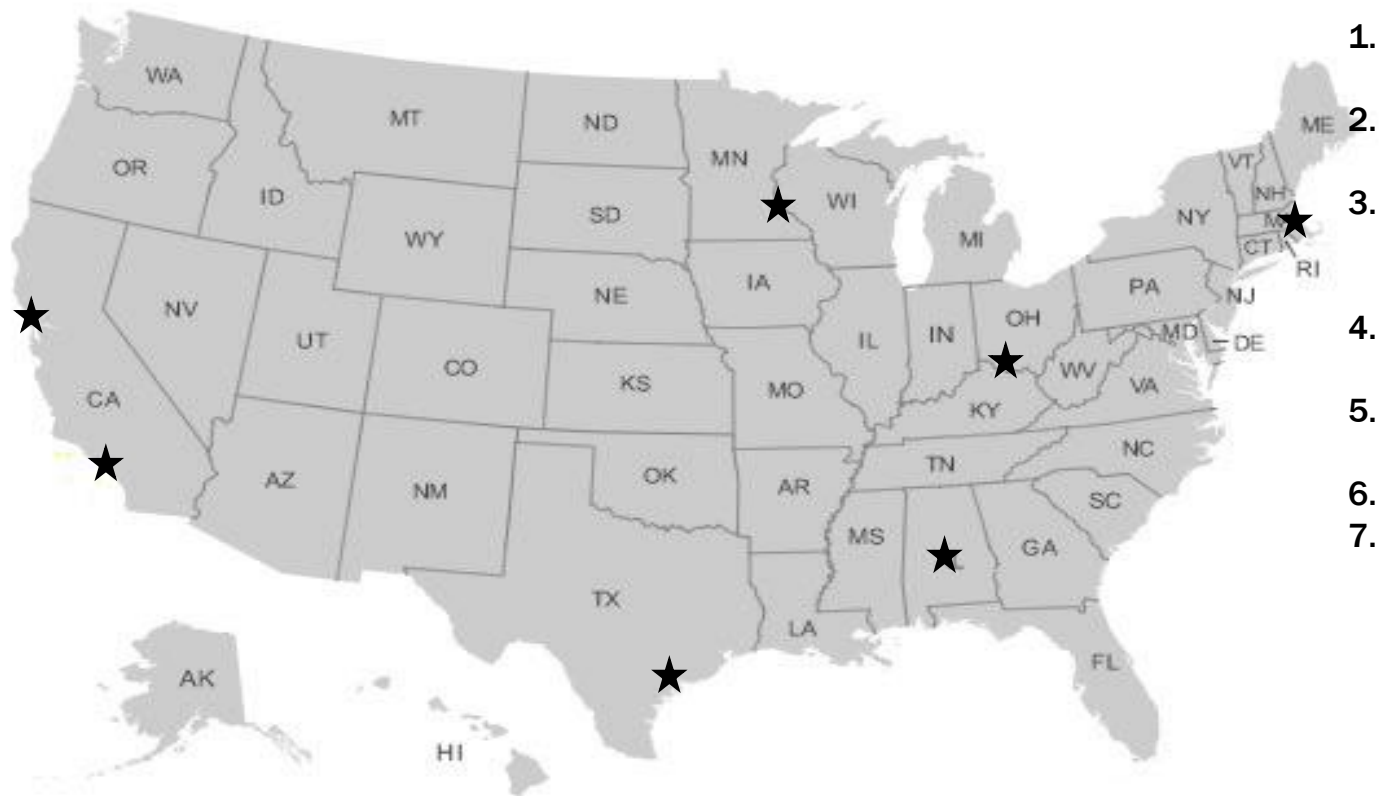 WA
MT
ND
MN
OR
ID
SD
WI
WY
MI
NY
VT
NH
ME
CT
RI
NV
UT
CO
NE
IA
KS
MO
IL
IN
OH
PA
NJ
MD
DE
WV
VA
KY
CA
AZ
NM
OK
AR
TN
NC
SC
MS
GA
TX
LA
FL
AK
HI
1.
2.
3.
4.
5.
6.
7.